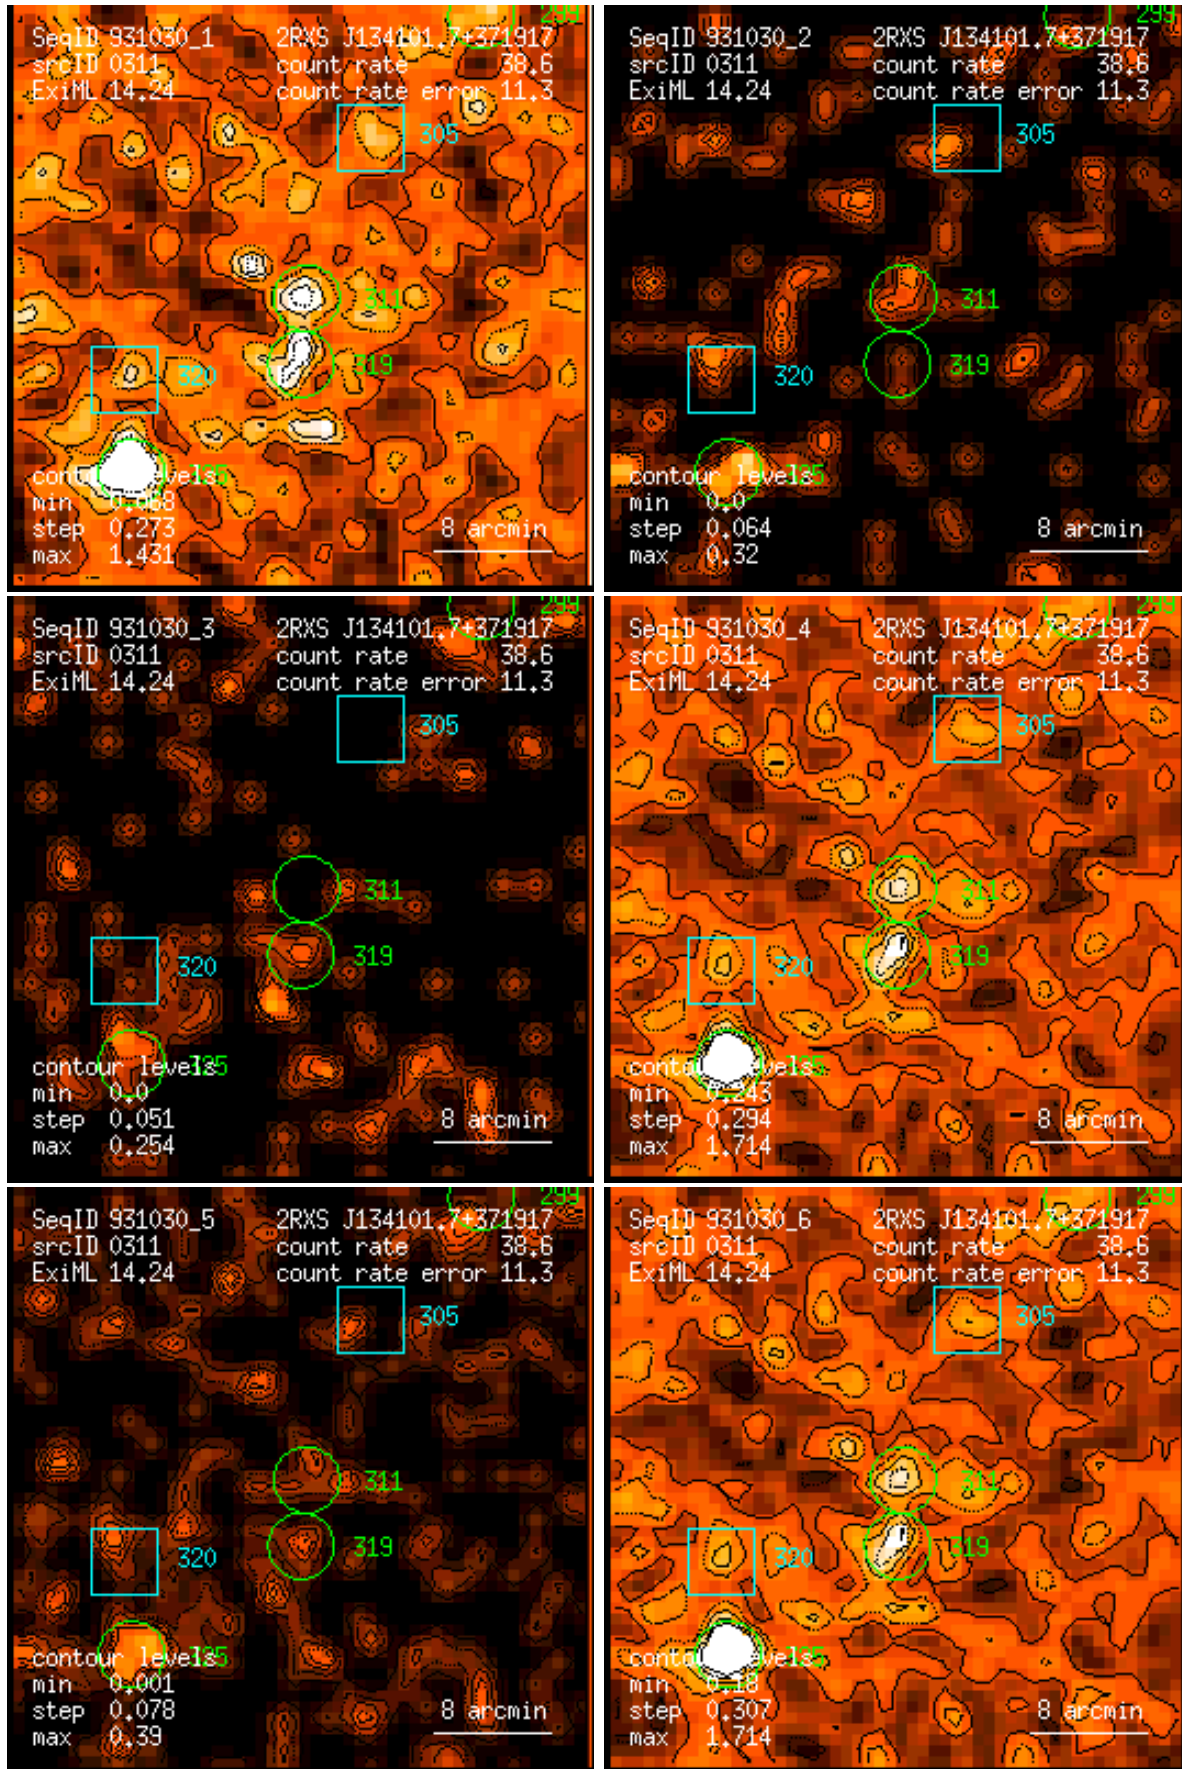 299
SeqID 931030_1 2RXS J134101.7+371917
srcID 0311 count rate 38.6
ExiML 14.24 count rate error 11.3
305
311
319
320
contour levels
min 0.068
step 0.273 8 arcmin
max 1.431
299
SeqID 931030_2 2RXS J134101.7+371917
srcID 0311 count rate 38.6
ExiML 14.24 count rate error 11.3
305
311
319
320
contour levels
min 0.0
step 0.064 8 arcmin
max 0.32
299
SeqID 931030_3 2RXS J134101.7+371917
srcID 0311 count rate 38.6
ExiML 14.24 count rate error 11.3
305
311
319
320
contour levels
min 0.0
step 0.051 8 arcmin
max 0.254
299
SeqID 931030_4 2RXS J134101.7+371917
srcID 0311 count rate 38.6
ExiML 14.24 count rate error 11.3
305
311
319
320
contour levels
min 0.243
step 0.294 8 arcmin
max 1.714
299
SeqID 931030_5 2RXS J134101.7+371917
srcID 0311 count rate 38.6
ExiML 14.24 count rate error 11.3
305
311
319
320
contour levels
min 0.001
step 0.078 8 arcmin
max 0.39
299
SeqID 931030_6 2RXS J134101.7+371917
srcID 0311 count rate 38.6
ExiML 14.24 count rate error 11.3
305
311
319
320
contour levels
min 0.18
step 0.307 8 arcmin
max 1.714